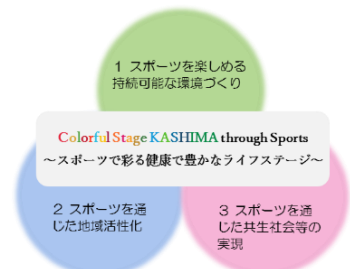 1 スポーツを楽しめる
持続可能な環境づくり
Colorful Stage KASHIMA through Sports
～スポーツで彩る健康で豊かなライフステージ～
2 スポーツを通
じた地域活性化
3 スポーツを通
じた共生社会等の
実現